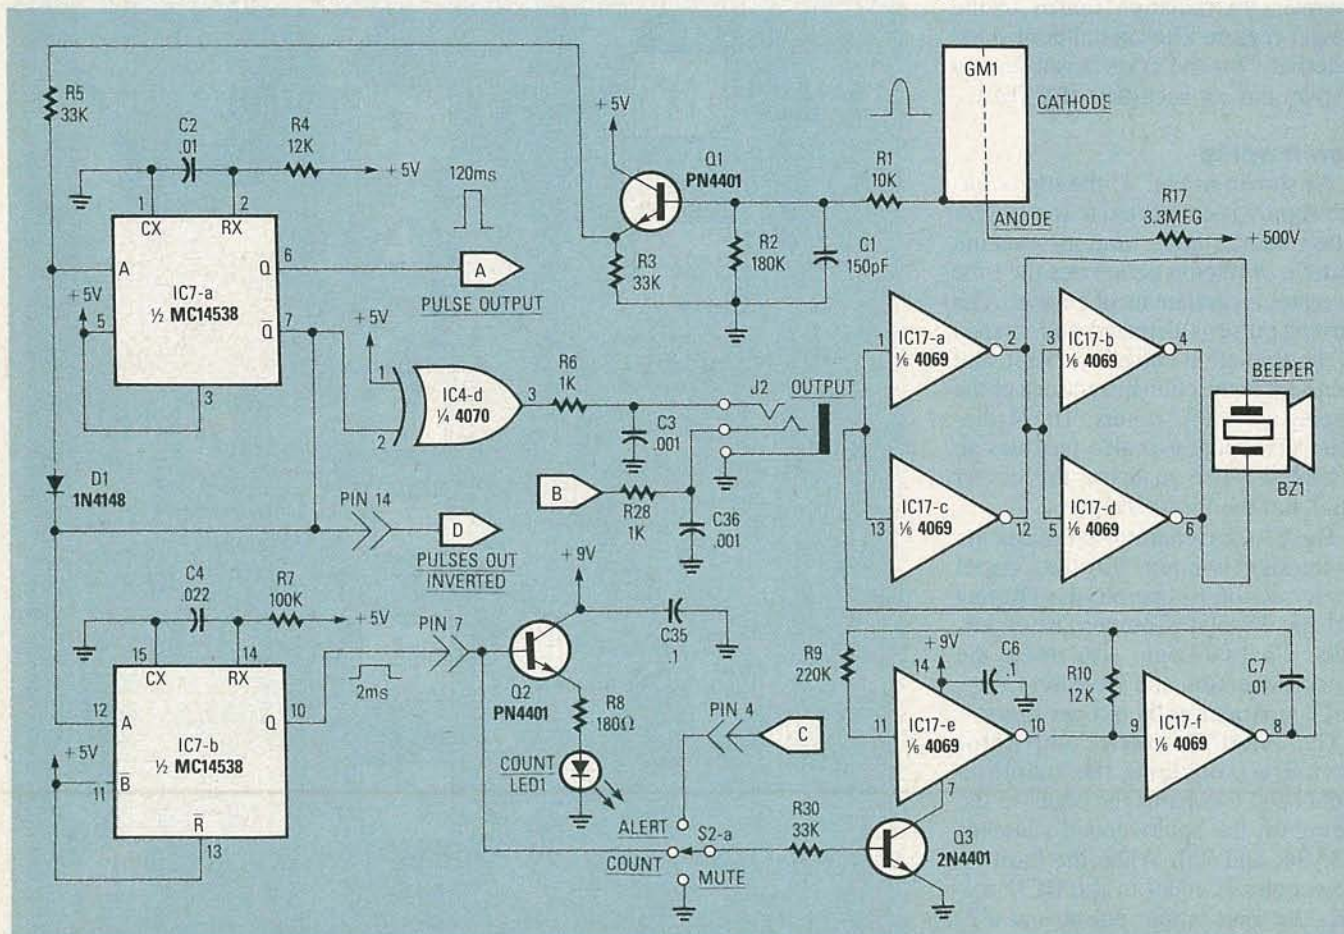 R5
33K
C2
.01
R4
12K
+5V
1
2
CX
RX
A
Q
6
IC7-a
½ MC14538
+5V
5
Q̅
7
3
120ms
A
PULSE OUTPUT
+5V
1
2
IC4-d
¼ 4070
3
R6
1K
C3
.001
J2
OUTPUT
B
R28
1K
C36
.001
+5V
Q1
PN4401
R3
33K
R2
180K
C1
150pF
R1
10K
GM1
CATHODE
ANODE
R17
3.3MEG
+500V
1
IC17-a
⅙ 4069
2
3
IC17-b
⅙ 4069
4
BEEPER
BZ1
13
IC17-c
⅙ 4069
12
5
IC17-d
⅙ 4069
6
D1
1N4148
PIN 14
D
PULSES OUT
INVERTED
C4
.022
R7
100K
+5V
15
14
CX
RX
12
A
Q
10
IC7-b
½ MC14538
+5V
B̅
11
R̅
13
PIN 7
2ms
+9V
C35
.1
Q2
PN4401
R8
180Ω
COUNT
LED1
PIN 4
C
ALERT
COUNT
S2-a
MUTE
R30
33K
Q3
2N4401
R9
220K
+9V
14
C6
.1
11
IC17-e
⅙ 4069
10
7
R10
12K
9
IC17-f
⅙ 4069
8
C7
.01